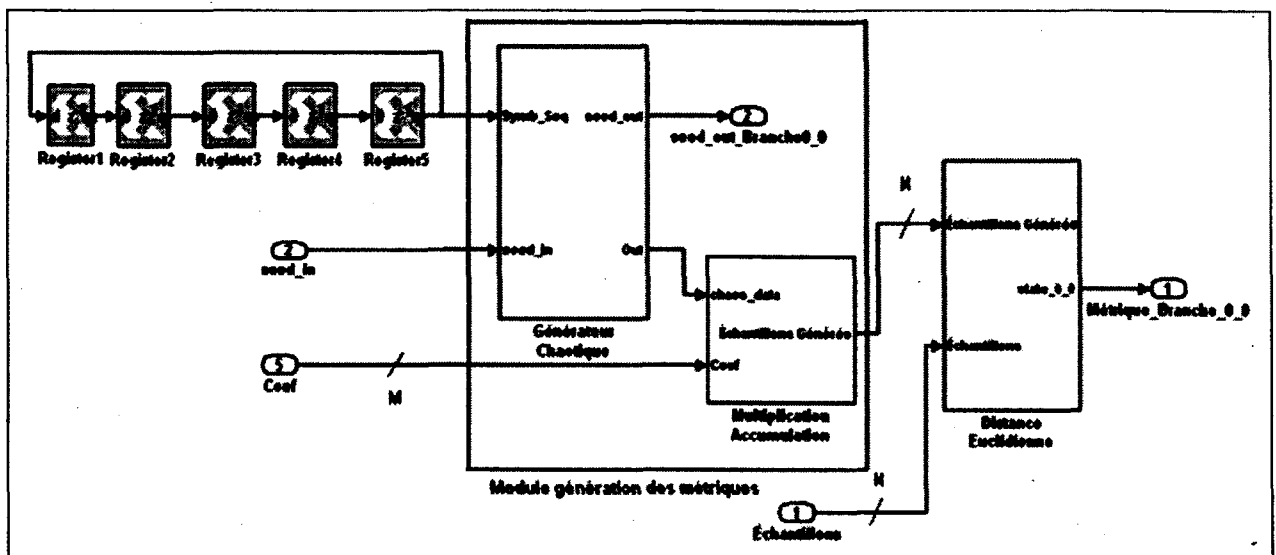 Symb_Seq
seed_out
2
seed_out_Branche0_0
Register1
Register2
Register3
Register4
Register5
2
seed_in
seed_in
Out
Générateur
Chaotique
chaos_data
Échantillons Générés
Coef
Multiplication
Accumulation
5
Coef
M
N
Échantillons Générés
state_0_0
Échantillons
1
Métrique_Branche_0_0
Distance
Euclidienne
Module génération des métriques
N
1
Échantillons